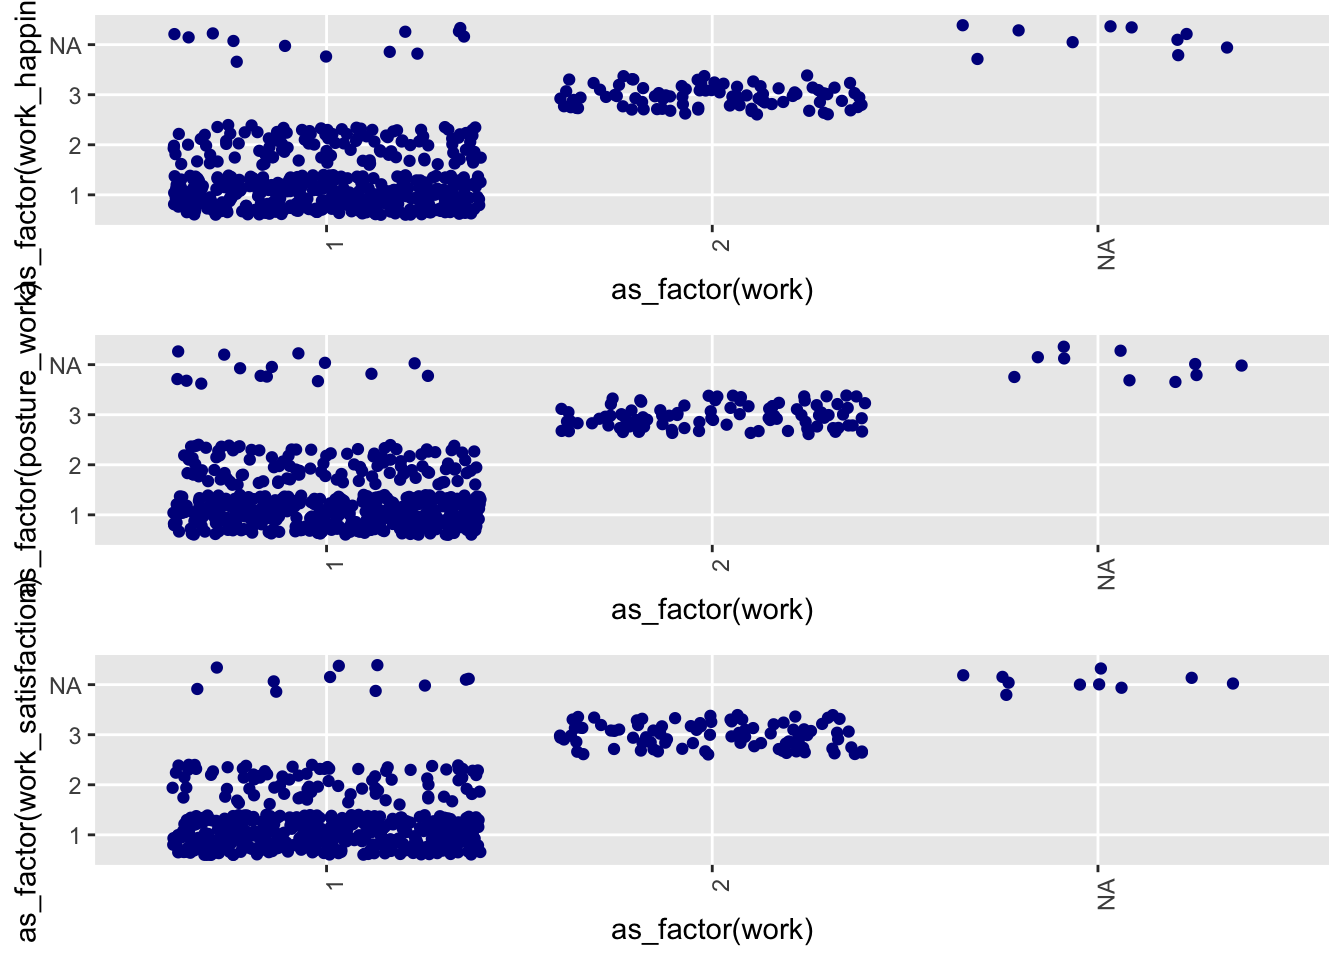 as_factor(work_happin
NA
3
2
1
1
2
NA
as_factor(work)
as_factor(posture_work)
NA
3
2
1
1
2
NA
as_factor(work)
as_factor(work_satisfaction)
NA
3
2
1
1
2
NA
as_factor(work)